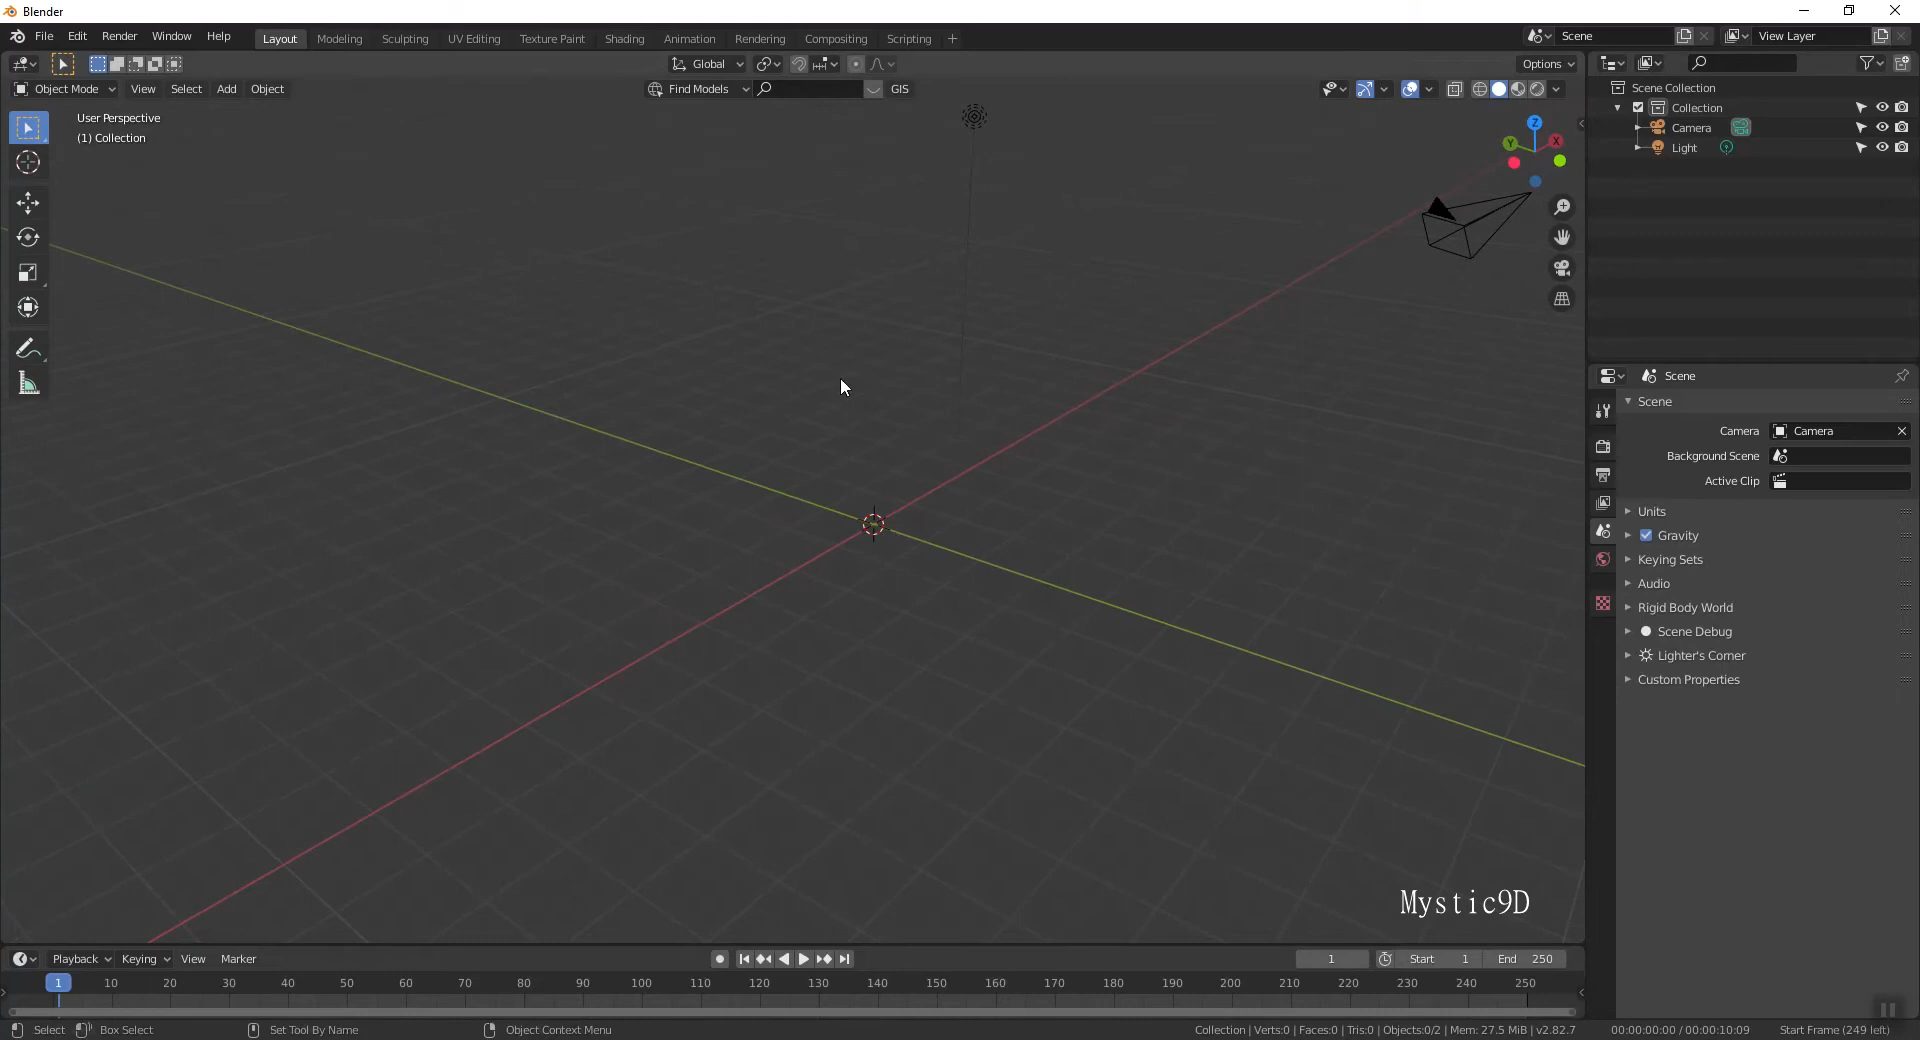 Blender
File Edit Render Window Help
Layout Modeling Sculpting UV Editing Texture Paint Shading Animation Rendering Compositing Scripting +
Scene
View Layer
Global
Options
Object Mode View Select Add Object
Find Models
GIS
User Perspective
(1) Collection
Z
Y
X
Scene Collection
Collection
Camera
Light
Scene
Scene
Camera Camera
Background Scene
Active Clip
Units
Gravity
Keying Sets
Audio
Rigid Body World
Scene Debug
Lighter's Corner
Custom Properties
Mystic9D
Playback Keying View Marker
1
Start 1
End 250
1 10 20 30 40 50 60 70 80 90 100 110 120 130 140 150 160 170 180 190 200 210 220 230 240 250
Select Box Select Set Tool By Name Object Context Menu
Collection | Verts:0 | Faces:0 | Tris:0 | Objects:0/2 | Mem: 27.5 MiB | v2.82.7
00:00:00:00 / 00:00:10:09
Start Frame (249 left)